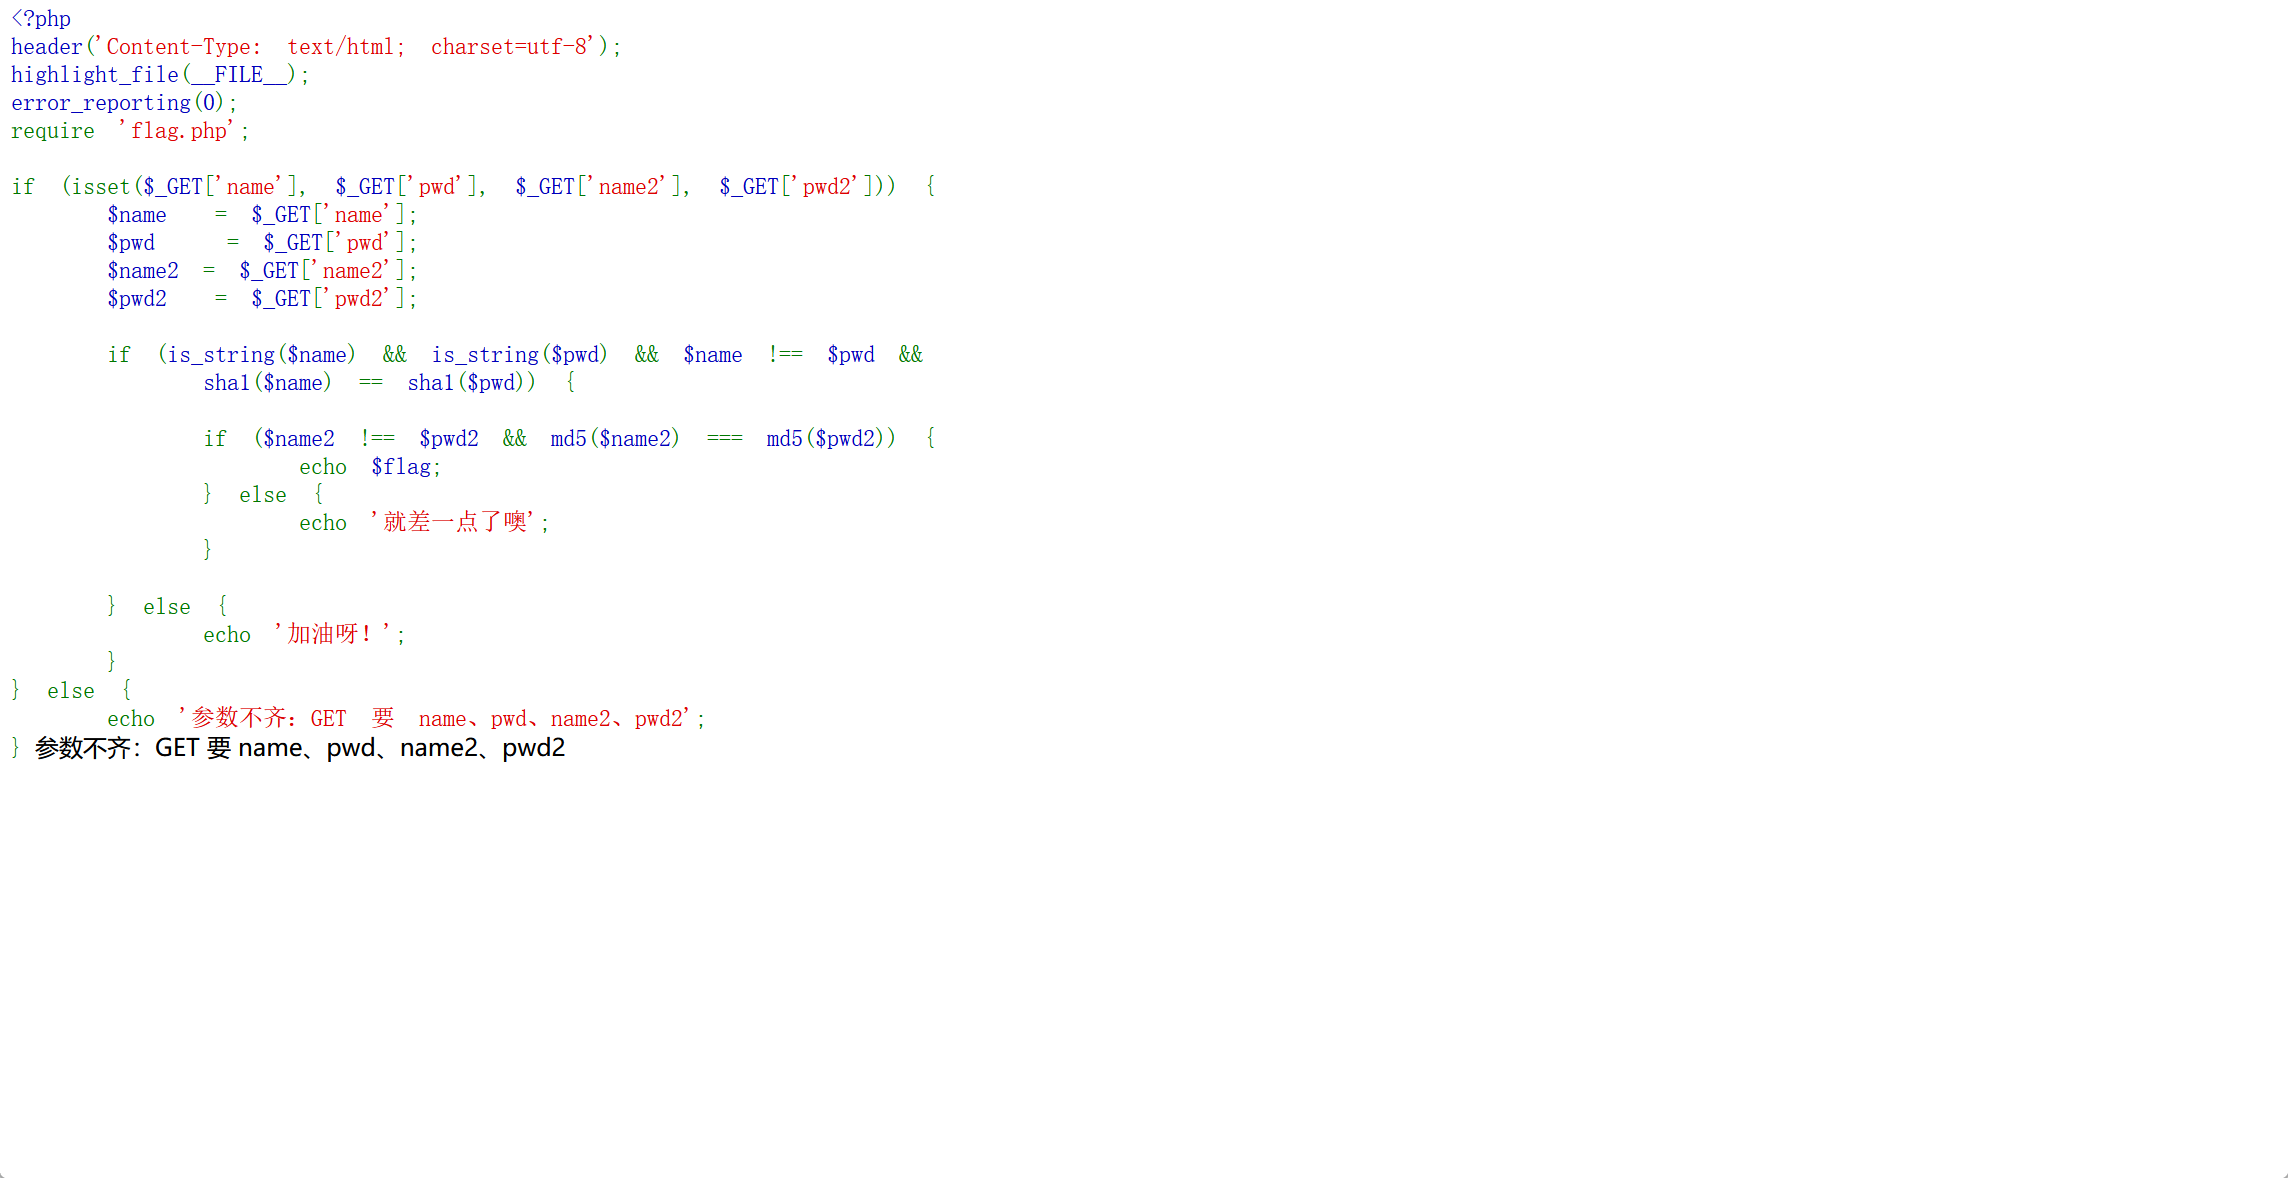 <?php
header('Content-Type: text/html; charset=utf-8');
highlight_file(__FILE__);
error_reporting(0);
require 'flag.php';
if (isset($_GET['name'], $_GET['pwd'], $_GET['name2'], $_GET['pwd2'])) {
$name = $_GET['name'];
$pwd = $_GET['pwd'];
$name2 = $_GET['name2'];
$pwd2 = $_GET['pwd2'];
if (is_string($name) && is_string($pwd) && $name !== $pwd &&
sha1($name) == sha1($pwd)) {
if ($name2 !== $pwd2 && md5($name2) === md5($pwd2)) {
echo $flag;
} else {
echo '就差一点了噢';
}
} else {
echo '加油呀！';
}
} else {
echo '参数不齐：GET 要 name、pwd、name2、pwd2';
} 参数不齐：GET 要 name、pwd、name2、pwd2